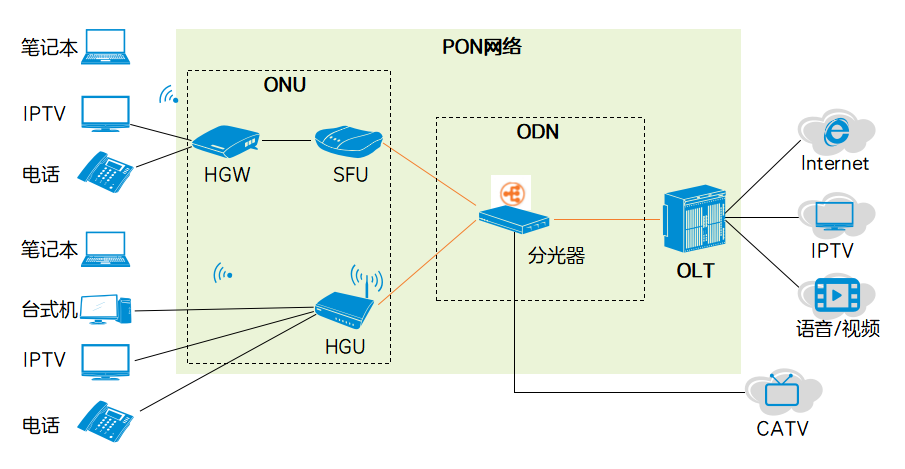 PON网络
笔记本
ONU
IPTV
ODN
电话
HGW
SFU
Internet
笔记本
分光器
OLT
IPTV
台式机
语音/视频
IPTV
HGU
电话
CATV